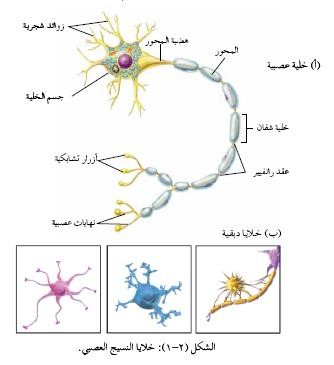 زوائد شجرية
هضبة المحور
المحور
(أ) خلية عصبية
جسم الخلية
خلية شفان
أزرار تشابكية
عقد رانفيير
نهايات عصبية
(ب) خلايا دبقية
الشكل (٢-١): خلايا النسيج العصبي.